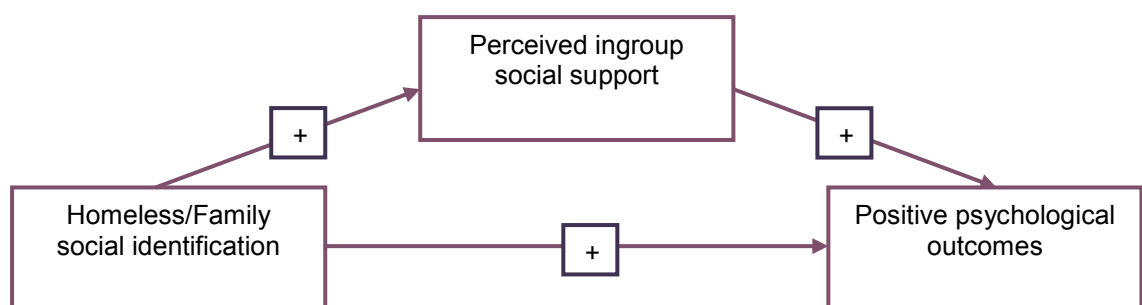 Perceived ingroup
social support
+
+
Homeless/Family
social identification
+
Positive psychological
outcomes